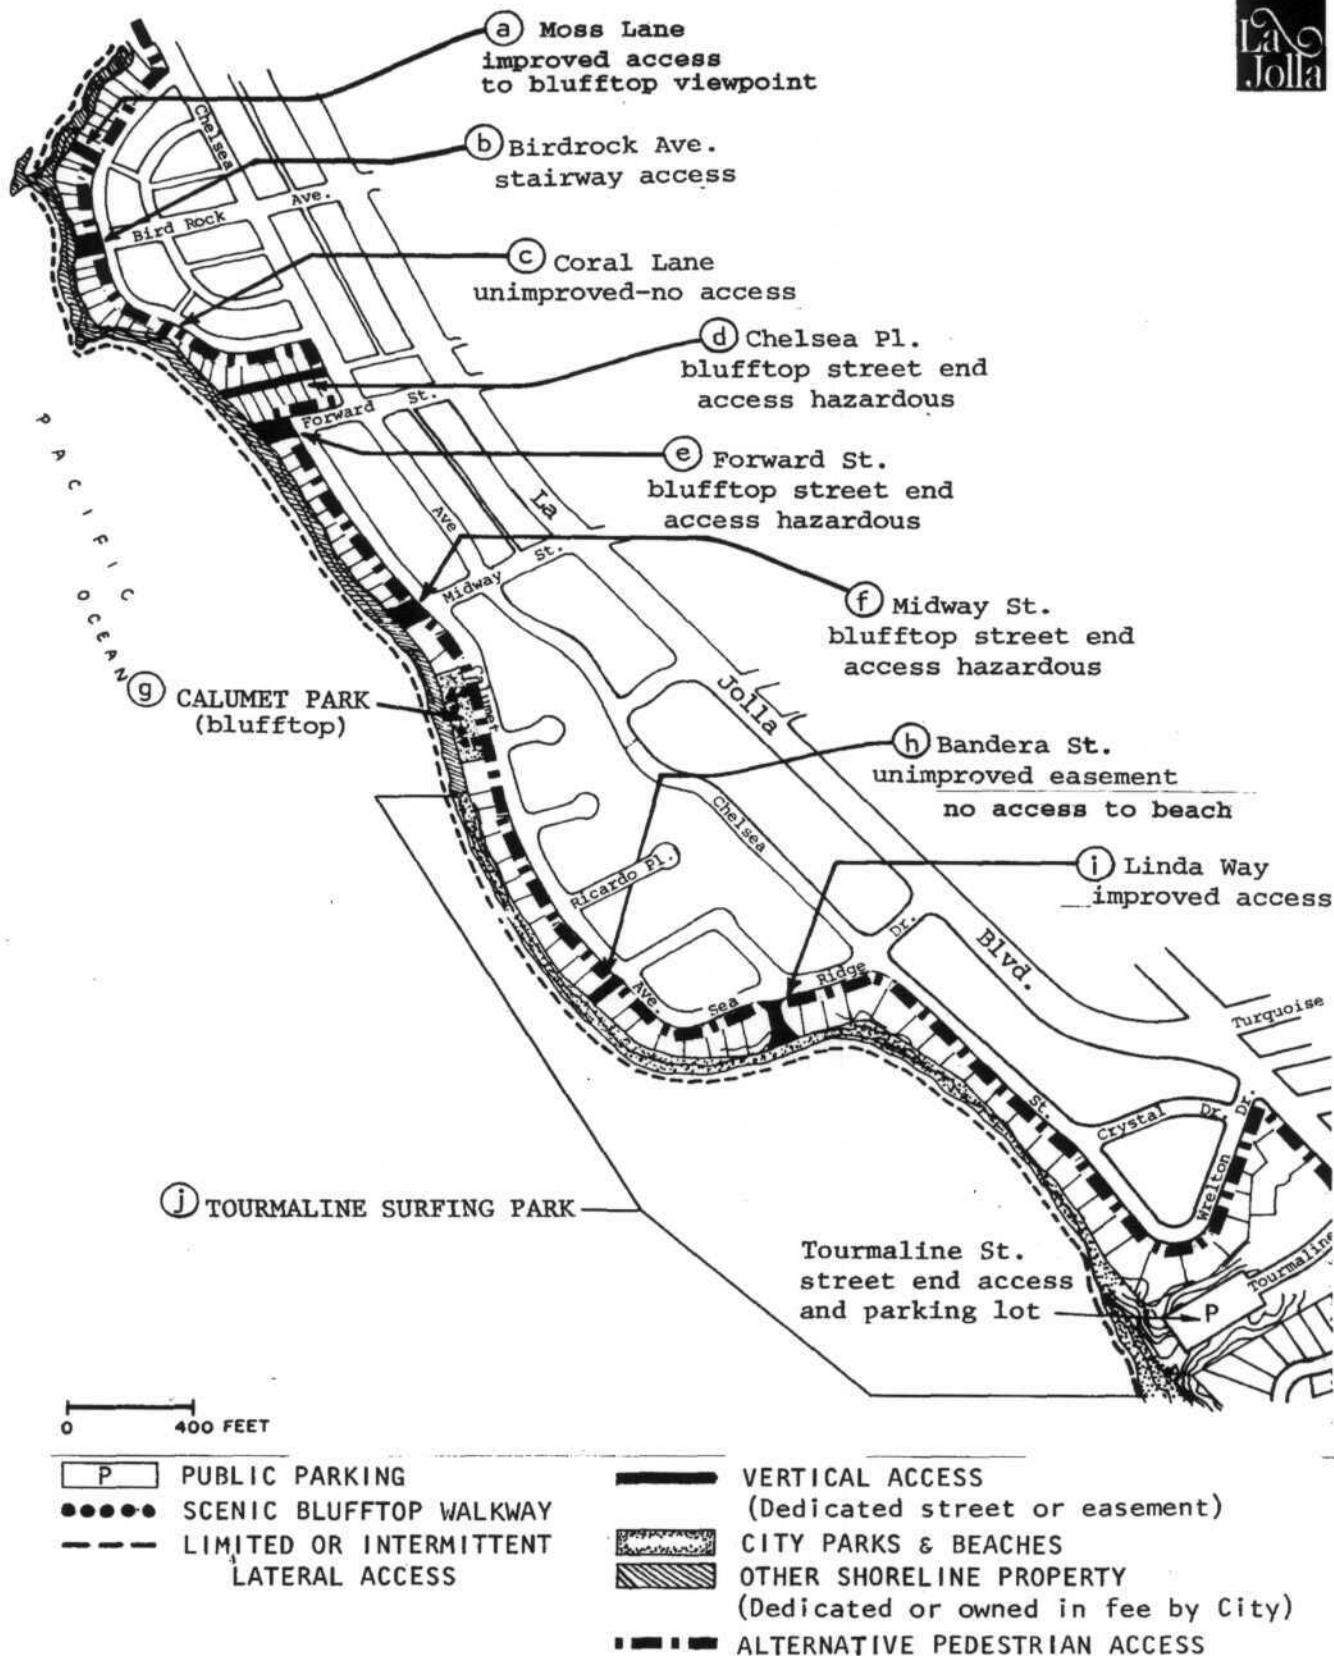 La
Jolla
a Moss Lane
improved access
to blufftop viewpoint
b Birdrock Ave.
stairway access
c Coral Lane
unimproved-no access
d Chelsea Pl.
blufftop street end
access hazardous
e Forward St.
blufftop street end
access hazardous
f Midway St.
blufftop street end
access hazardous
g CALUMET PARK
(blufftop)
h Bandera St.
unimproved easement
no access to beach
i Linda Way
improved access
j TOURMALINE SURFING PARK
Tourmaline St.
street end access
and parking lot
P
Chelsea
Bird Rock Ave.
Forward St.
Ave
Midway St.
La Jolla Blvd.
PACIFIC
OCEAN
Calumet
Chelsea
Ricardo Pl.
Ave.
Sea Ridge Dr.
Turquoise
St.
Crystal Dr.
Wrelton Dr.
Tourmaline
0 400 FEET
P PUBLIC PARKING
SCENIC BLUFFTOP WALKWAY
LIMITED OR INTERMITTENT
LATERAL ACCESS
VERTICAL ACCESS
(Dedicated street or easement)
CITY PARKS & BEACHES
OTHER SHORELINE PROPERTY
(Dedicated or owned in fee by City)
ALTERNATIVE PEDESTRIAN ACCESS